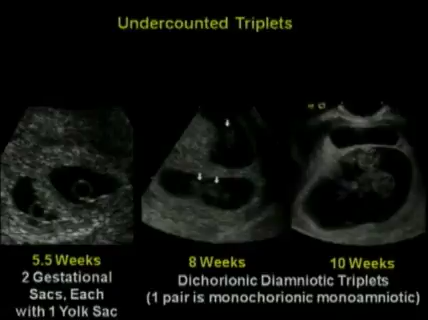 Undercounted Triplets
5.5 Weeks
2 Gestational
Sacs, Each
with 1 Yolk Sac
8 Weeks
10 Weeks
Dichorionic Diamniotic Triplets
(1 pair is monochorionic monoamniotic)